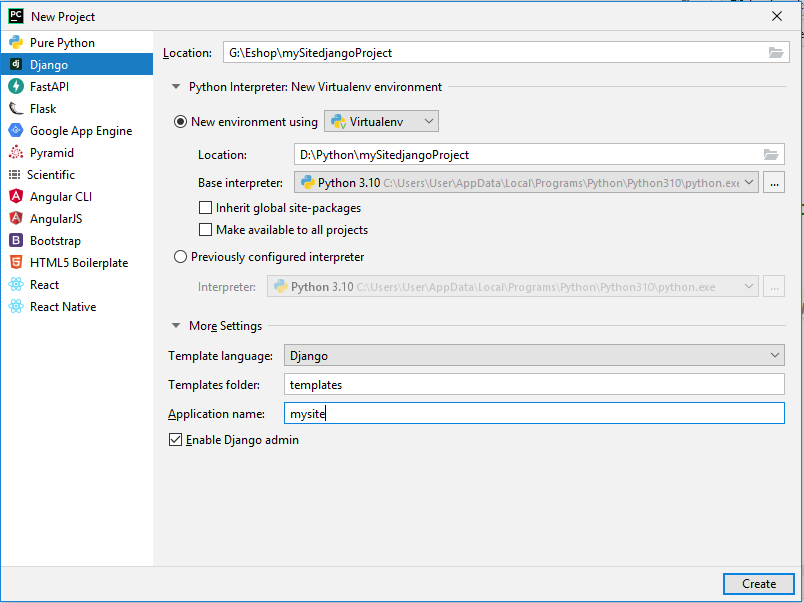 New Project
Pure Python
Django
FastAPI
Flask
Google App Engine
Pyramid
Scientific
Angular CLI
AngularJS
Bootstrap
HTML5 Boilerplate
React
React Native
Location: G:\Eshop\mySitedjangoProject
Python Interpreter: New Virtualenv environment
New environment using Virtualenv
Location: D:\Python\mySitedjangoProject
Base interpreter: Python 3.10 C:\Users\User\AppData\Local\Programs\Python\Python310\python.exe ...
Inherit global site-packages
Make available to all projects
Previously configured interpreter
Interpreter: Python 3.10 C:\Users\User\AppData\Local\Programs\Python\Python310\python.exe ...
More Settings
Template language: Django
Templates folder: templates
Application name: mysite
Enable Django admin
Create